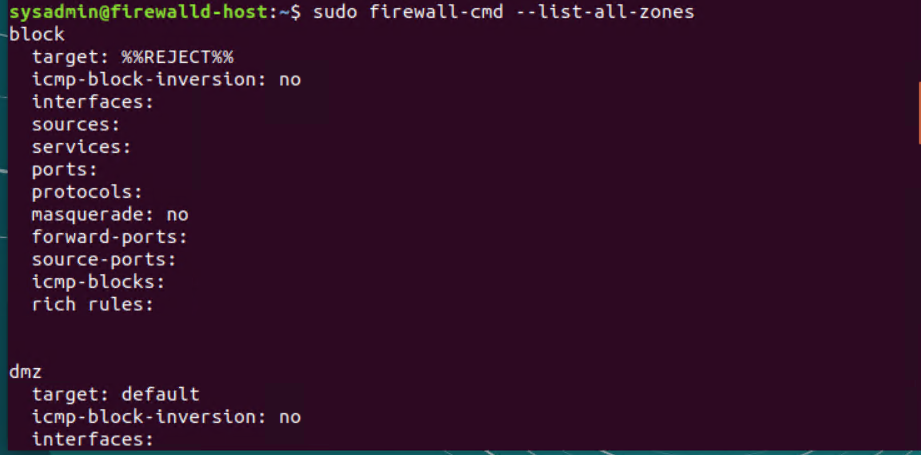 sysadmin@firewalld-host:~$ sudo firewall-cmd --list-all-zones
block
  target: %%REJECT%%
  icmp-block-inversion: no
  interfaces:
  sources:
  services:
  ports:
  protocols:
  masquerade: no
  forward-ports:
  source-ports:
  icmp-blocks:
  rich rules:
dmz
  target: default
  icmp-block-inversion: no
  interfaces: